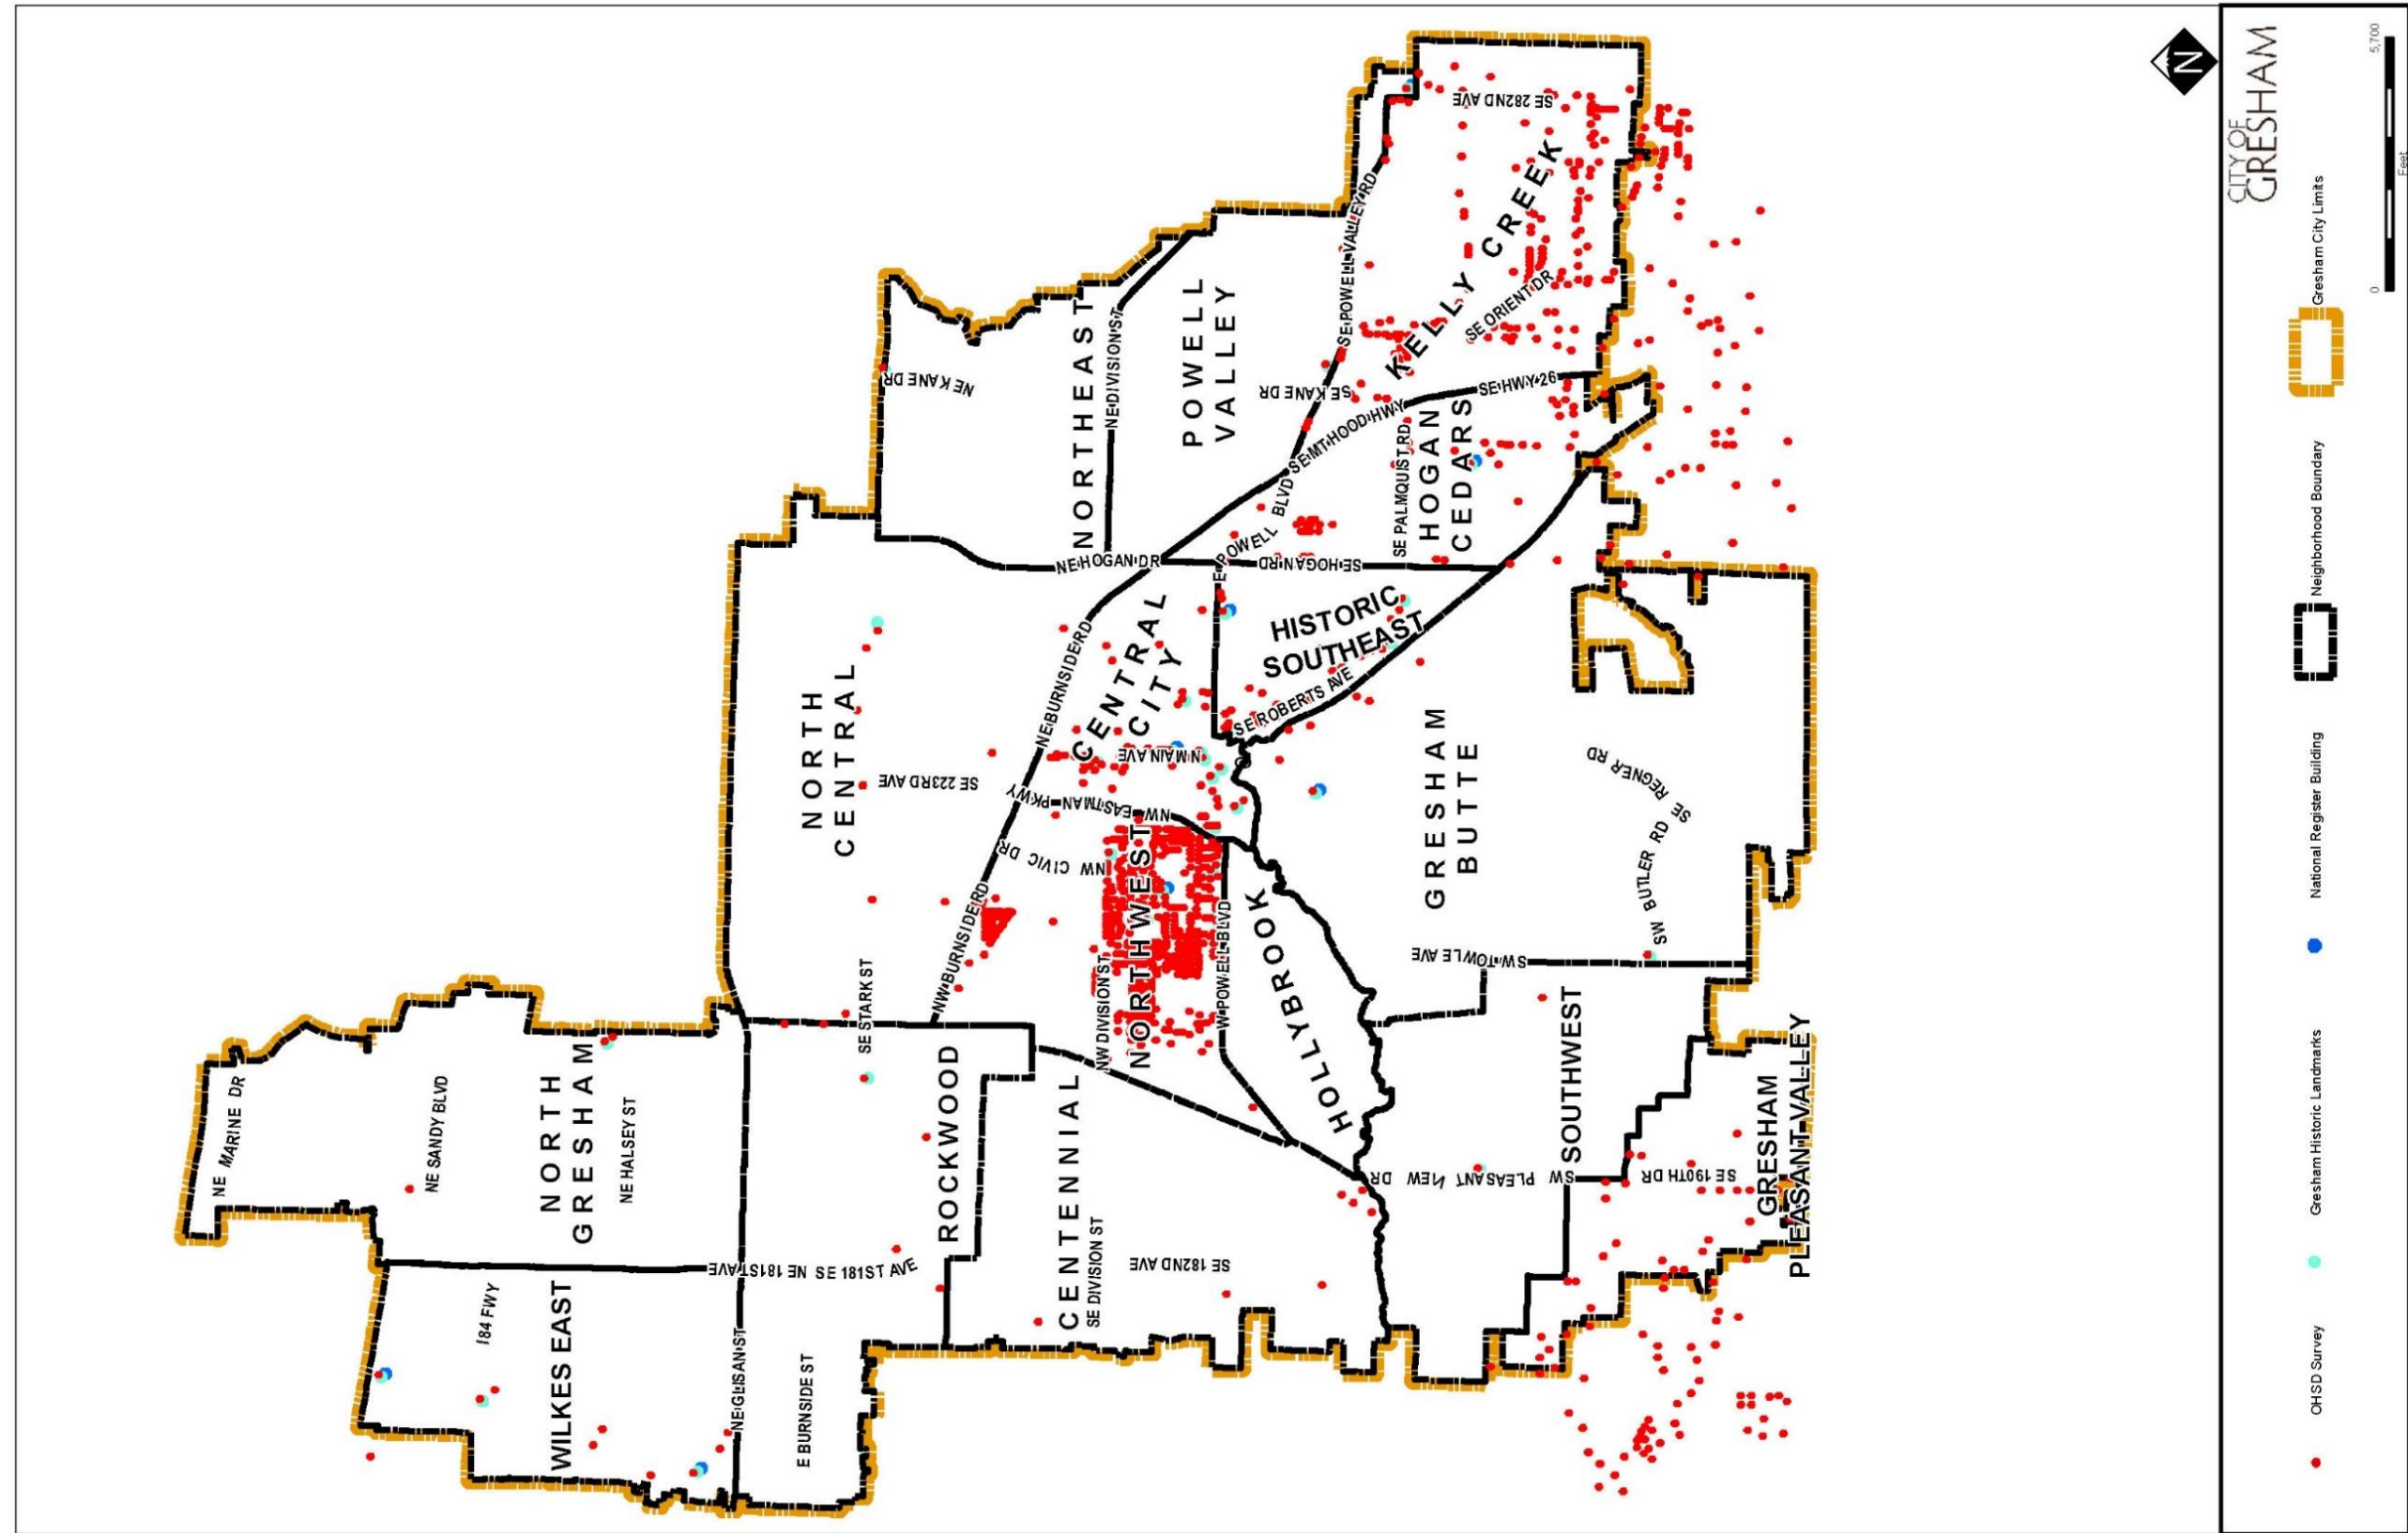 NE MARINE DR
NE SANDY BLVD
NORTH
GRESHAM
NE HALSEY ST
I84 FWY
WILKES EAST
NE GLISAN ST
NE 181ST AVE
SE 181ST AVE
E BURNSIDE ST
SE STARK ST
ROCKWOOD
CENTENNIAL
SE DIVISION ST
SE 182ND AVE
NORTH
CENTRAL
SE 223RD AVE
NW BURNSIDE RD
NE BURNSIDE RD
NW CIVIC DR
NW EASTMAN PKWY
NW DIVISION ST
NORTHWEST
W POWELL BLVD
HOLLYBROOK
CENTRAL
CITY
N MAIN AVE
NE KANE DR
NORTHEAST
NE DIVISION ST
NE HOGAN DR
POWELL
VALLEY
SE KANE DR
SE POWELL VALLEY RD
E POWELL BLVD
SE MT HOOD HWY
SE HWY 26
SE HOGAN RD
SE PALMQUIST RD
HOGAN
CEDARS
KELLY CREEK
SE ORIENT DR
SE 282ND AVE
HISTORIC
SOUTHEAST
SE ROBERTS AVE
GRESHAM
BUTTE
SE REGNER RD
SW BUTLER RD
SW TOWLE AVE
SOUTHWEST
SW PLEASANT VIEW DR
SE 190TH DR
GRESHAM
PLEASANT VALLEY
N
CITY OF
GRESHAM
OHSD Survey
Gresham Historic Landmarks
National Register Building
Neighborhood Boundary
Gresham City Limits
0
5,700
Feet